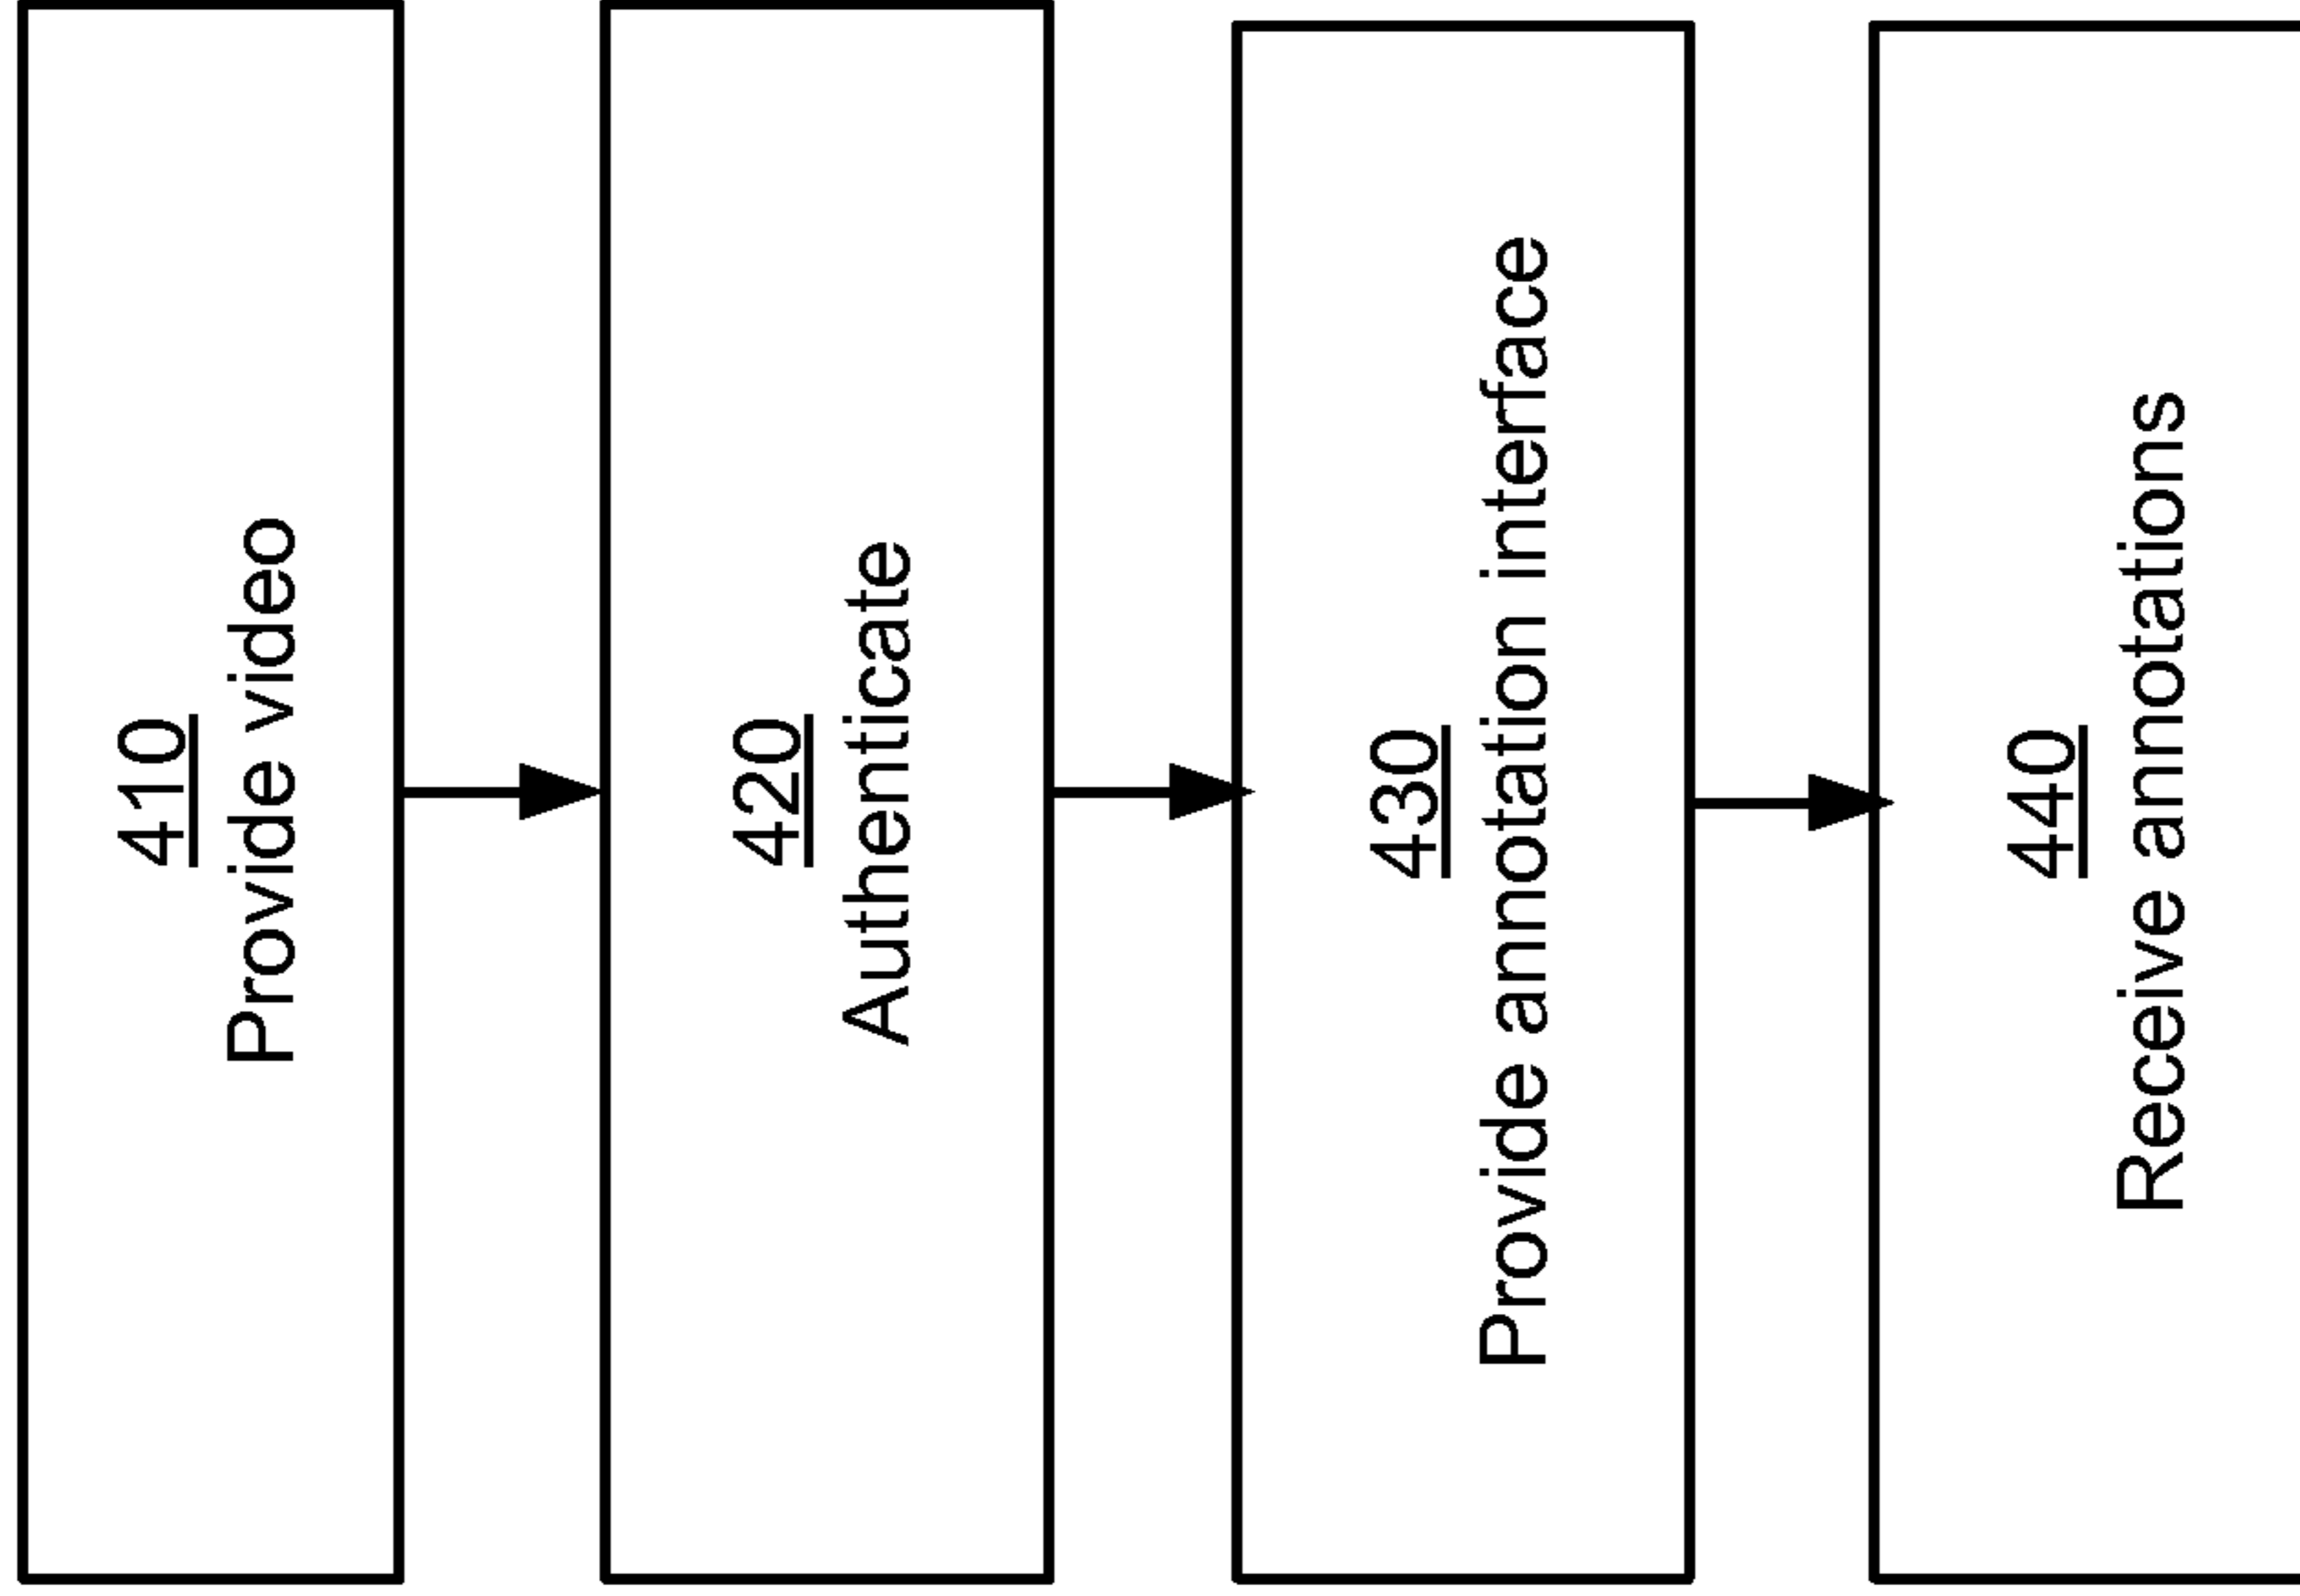 410
Provide video
420
Authenticate
430
Provide annotation interface
440
Receive annotations